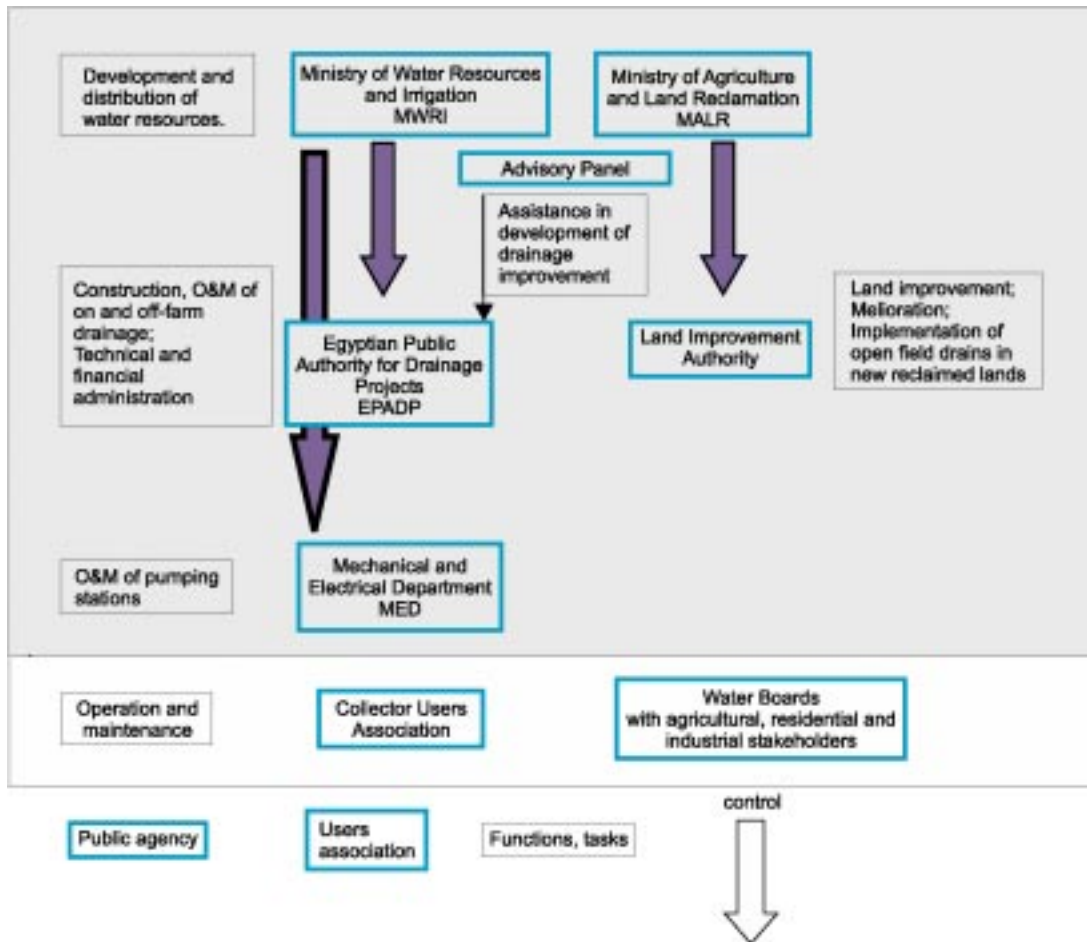 Development and
distribution of
water resources.
Ministry of Water Resources
and Irrigation
MWRI
Ministry of Agriculture
and Land Reclamation
MALR
Advisory Panel
Assistance in
development of
drainage
improvement
Construction, O&M of
on and off-farm
drainage;
Technical and
financial
administration
Egyptian Public
Authority for Drainage
Projects
EPADP
Land Improvement
Authority
Land improvement;
Melioration;
Implementation of
open field drains in
new reclaimed lands
O&M of pumping
stations
Mechanical and
Electrical Department
MED
Operation and
maintenance
Collector Users
Association
Water Boards
with agricultural, residential and
industrial stakeholders
Public agency
Users
association
Functions, tasks
control